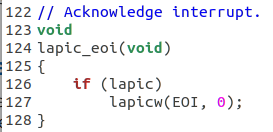 122 // Acknowledge interrupt.
123 void
124 lapic_eoi(void)
125 {
126     if (lapic)
127         lapicw(EOI, 0);
128 }